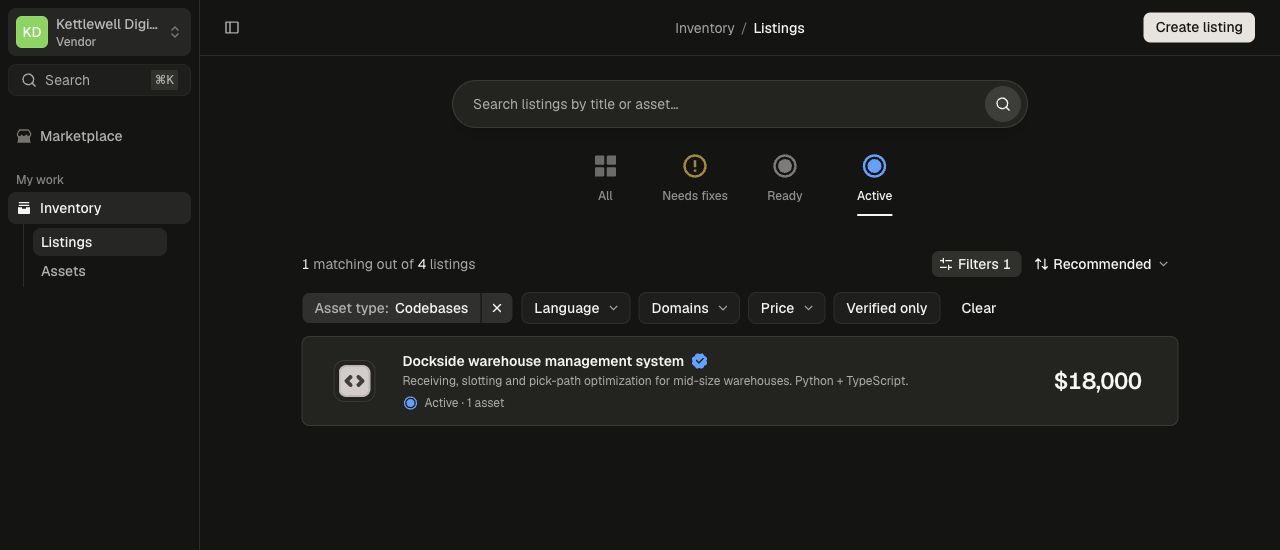 KD
Kettlewell Digi...
Vendor
Search ⌘K
Marketplace
My work
Inventory
Listings
Assets
Inventory / Listings
Create listing
Search listings by title or asset...
All
Needs fixes
Ready
Active
1 matching out of 4 listings
Filters 1
Recommended
Asset type: Codebases
Language
Domains
Price
Verified only
Clear
Dockside warehouse management system
Receiving, slotting and pick-path optimization for mid-size warehouses. Python + TypeScript.
Active · 1 asset
$18,000